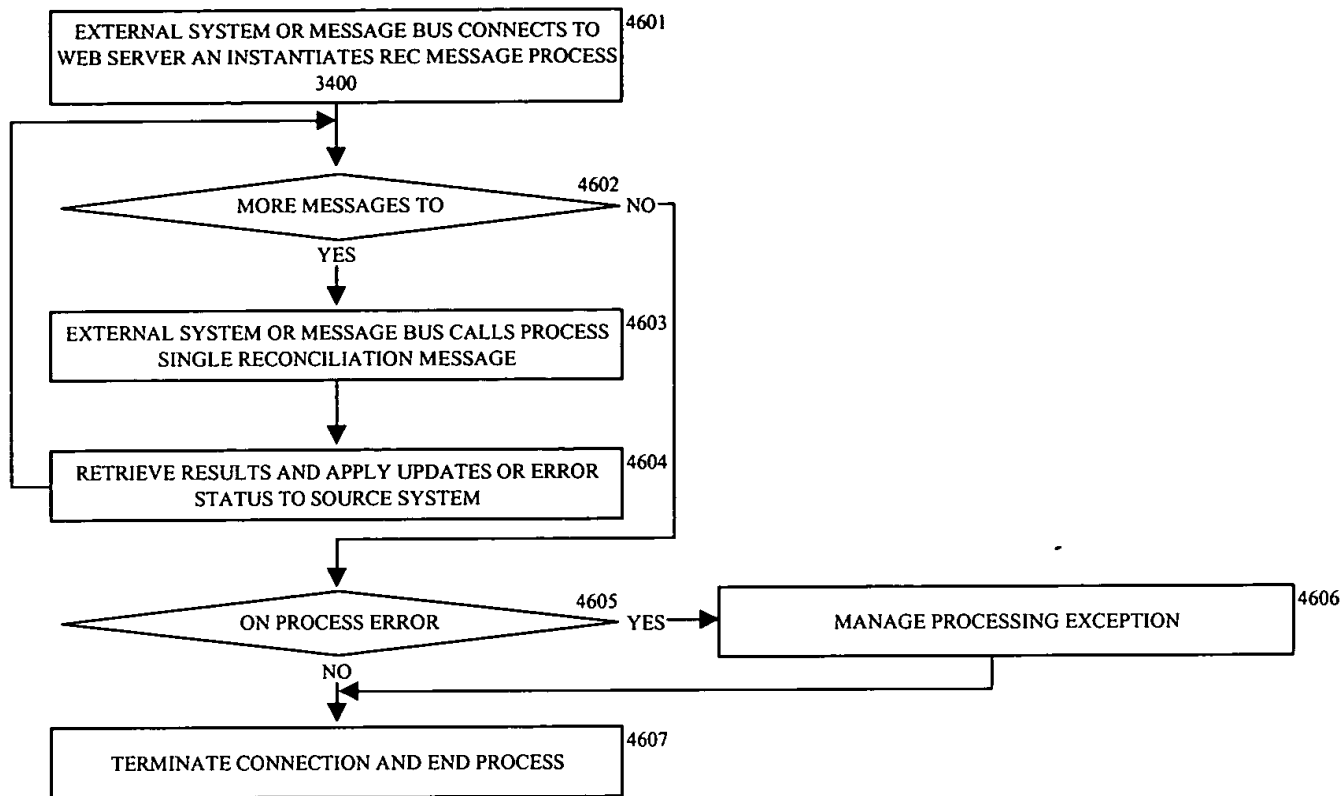 EXTERNAL SYSTEM OR MESSAGE BUS CONNECTS TO
WEB SERVER AN INSTANTIATES REC MESSAGE PROCESS
3400
4601
4602
MORE MESSAGES TO
NO
YES
EXTERNAL SYSTEM OR MESSAGE BUS CALLS PROCESS
SINGLE RECONCILIATION MESSAGE
4603
RETRIEVE RESULTS AND APPLY UPDATES OR ERROR
STATUS TO SOURCE SYSTEM
4604
4605
ON PROCESS ERROR
YES
NO
MANAGE PROCESSING EXCEPTION
4606
TERMINATE CONNECTION AND END PROCESS
4607